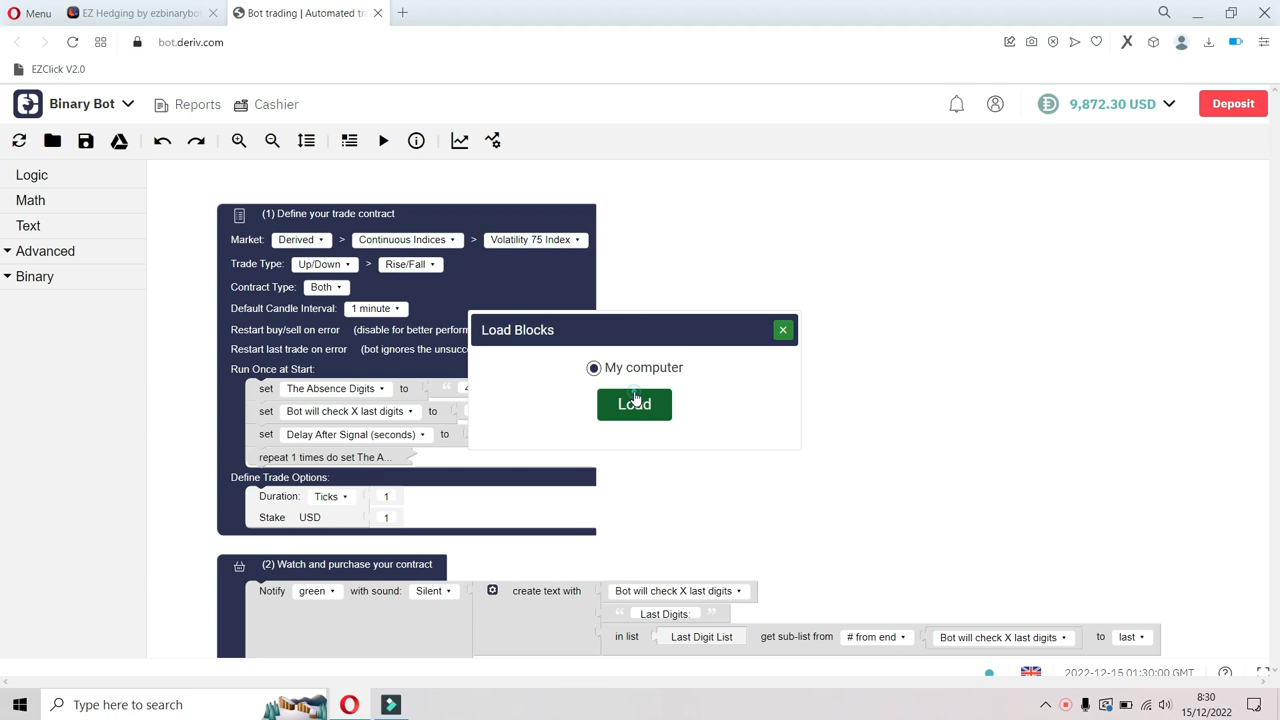 Menu
EZ Hedging by ezbinarybot
Bot trading | Automated tra
bot.deriv.com
EZClick V2.0
Binary Bot
Reports
Cashier
9,872.30 USD
Deposit
Logic
Math
Text
Advanced
Binary
(1) Define your trade contract
Market: Derived > Continuous Indices > Volatility 75 Index
Trade Type: Up/Down > Rise/Fall
Contract Type: Both
Default Candle Interval: 1 minute
Restart buy/sell on error (disable for better perform
Restart last trade on error (bot ignores the unsucc
Run Once at Start:
set The Absence Digits to “ 4
set Bot will check X last digits to
set Delay After Signal (seconds) to
repeat 1 times do set The A...
Define Trade Options:
Duration: Ticks 1
Stake USD 1
Load Blocks
×
My computer
Load
(2) Watch and purchase your contract
Notify green with sound: Silent create text with Bot will check X last digits
“ Last Digits: ”
in list Last Digit List get sub-list from # from end Bot will check X last digits to last
2022-12-15 01:30:00 GMT
Type here to search
8:30
15/12/2022